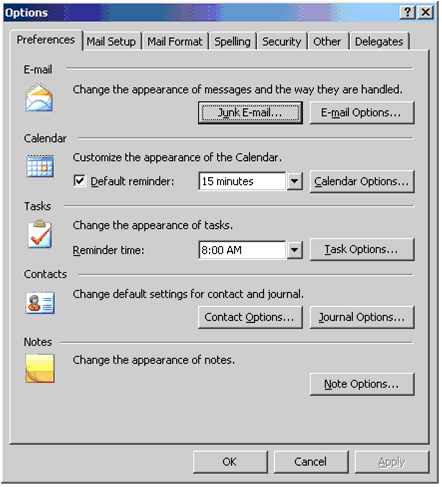 Options
Preferences Mail Setup Mail Format Spelling Security Other Delegates
E-mail
Change the appearance of messages and the way they are handled.
Junk E-mail... E-mail Options...
Calendar
Customize the appearance of the Calendar.
Default reminder: 15 minutes Calendar Options...
Tasks
Change the appearance of tasks.
Reminder time: 8:00 AM Task Options...
Contacts
Change default settings for contact and journal.
Contact Options... Journal Options...
Notes
Change the appearance of notes.
Note Options...
OK Cancel Apply